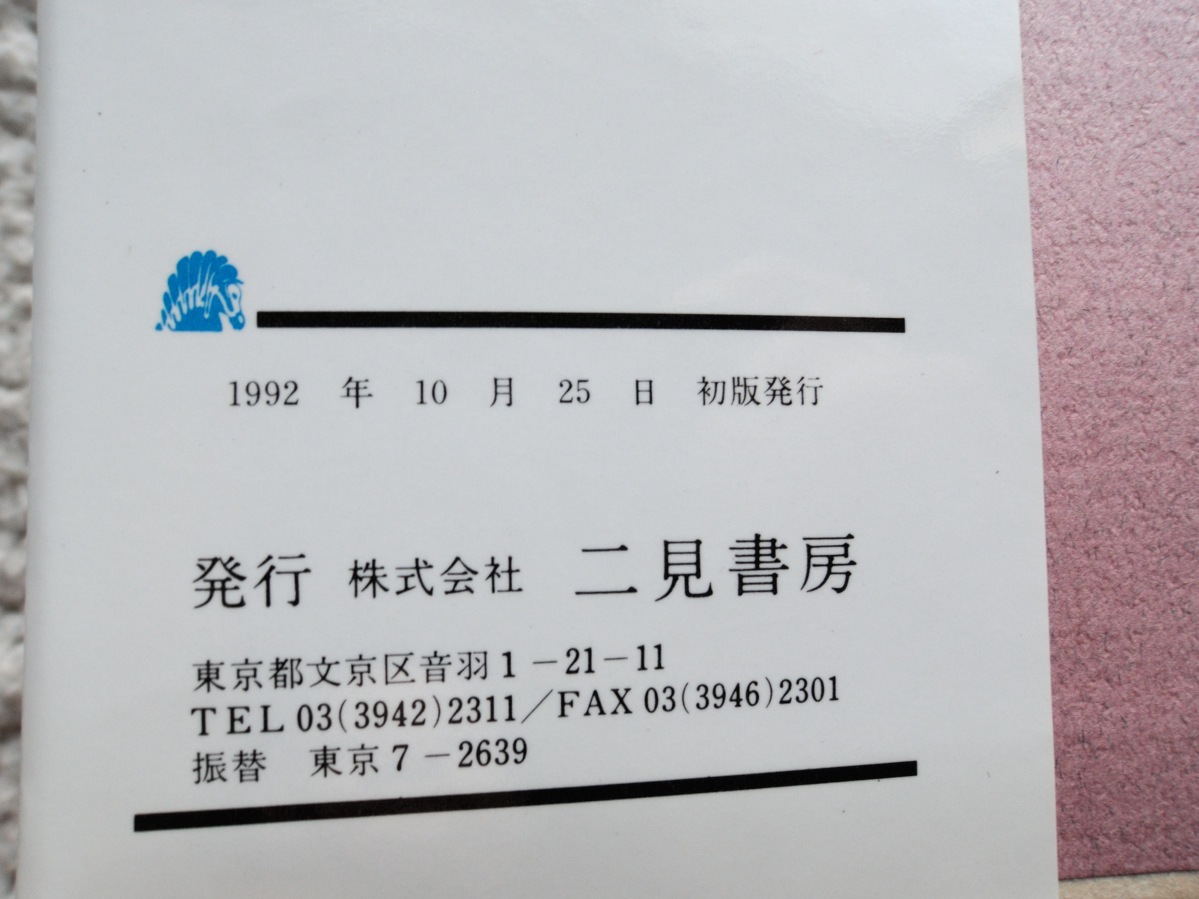 1992 年 10 月 25 日 初版発行
発行 株式会社 二見書房
東京都文京区音羽1－21－11
TEL 03(3942)2311／FAX 03(3946)2301
振替 東京7－2639